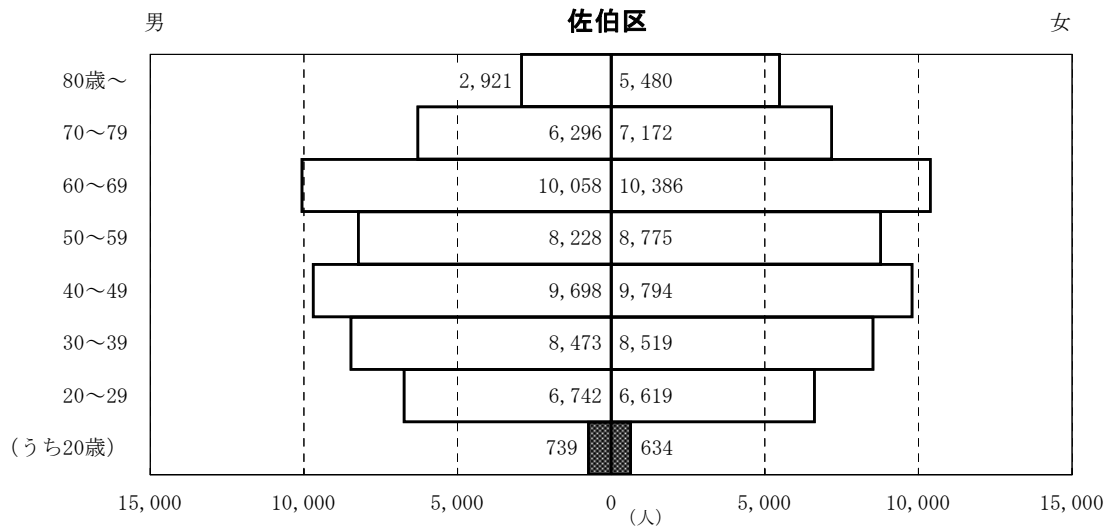 男 佐伯区 女
80歳～ 2,921 5,480
70～79 6,296 7,172
60～69 10,058 10,386
50～59 8,228 8,775
40～49 9,698 9,794
30～39 8,473 8,519
20～29 6,742 6,619
(うち20歳) 739 634
15,000 10,000 5,000 0 5,000 10,000 15,000
(人)